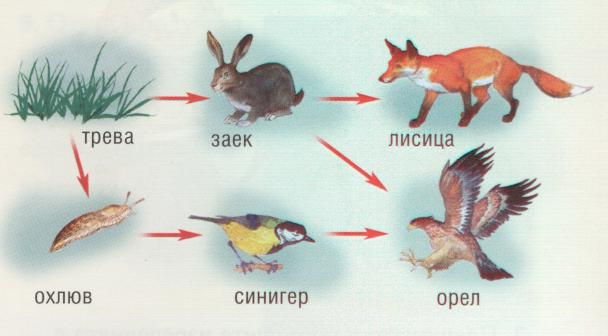 трева
заек
лисица
охлюв
синигер
орел